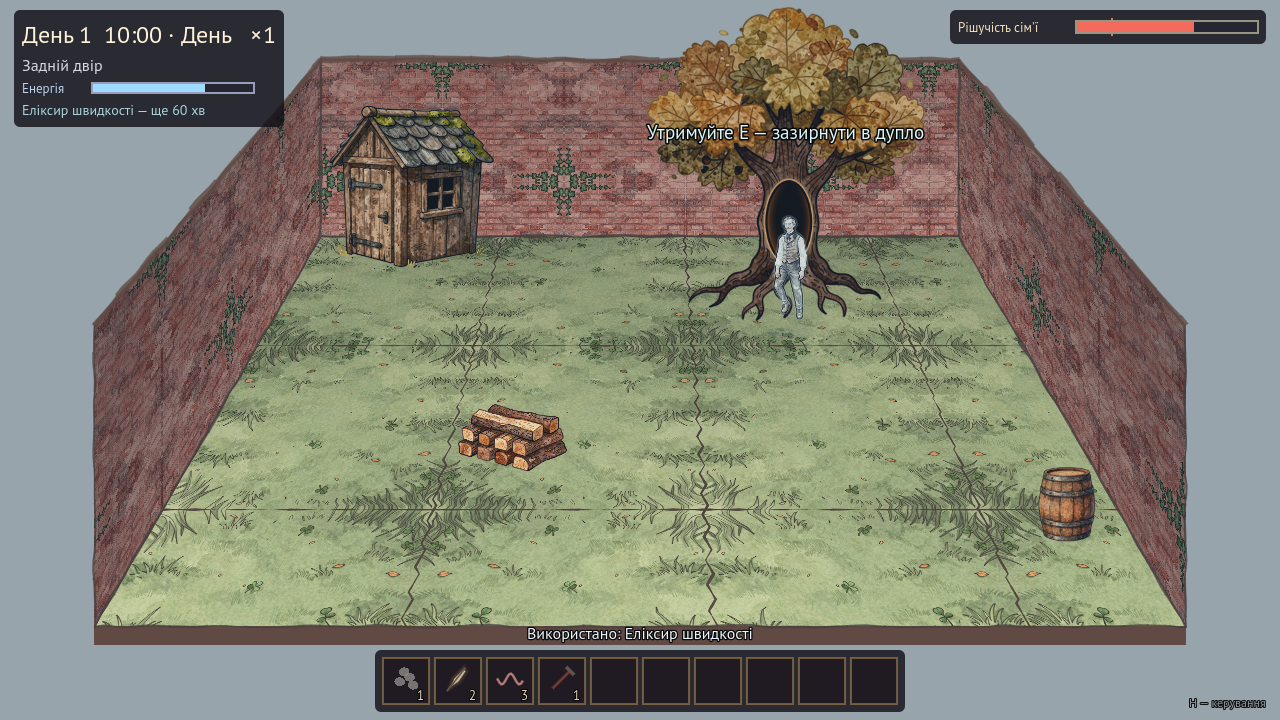 День 1 10:00 · День ×1
Задній двір
Енергія
Еліксир швидкості — ще 60 хв
Рішучість сім'ї
Утримуйте E — зазирнути в дупло
Використано: Еліксир швидкості
1
2
3
1
H — керування